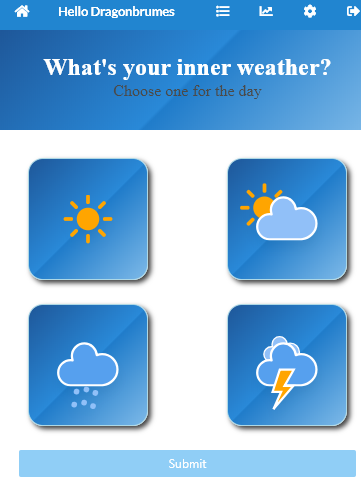 Hello Dragonbrumes
What's your inner weather?
Choose one for the day
Submit